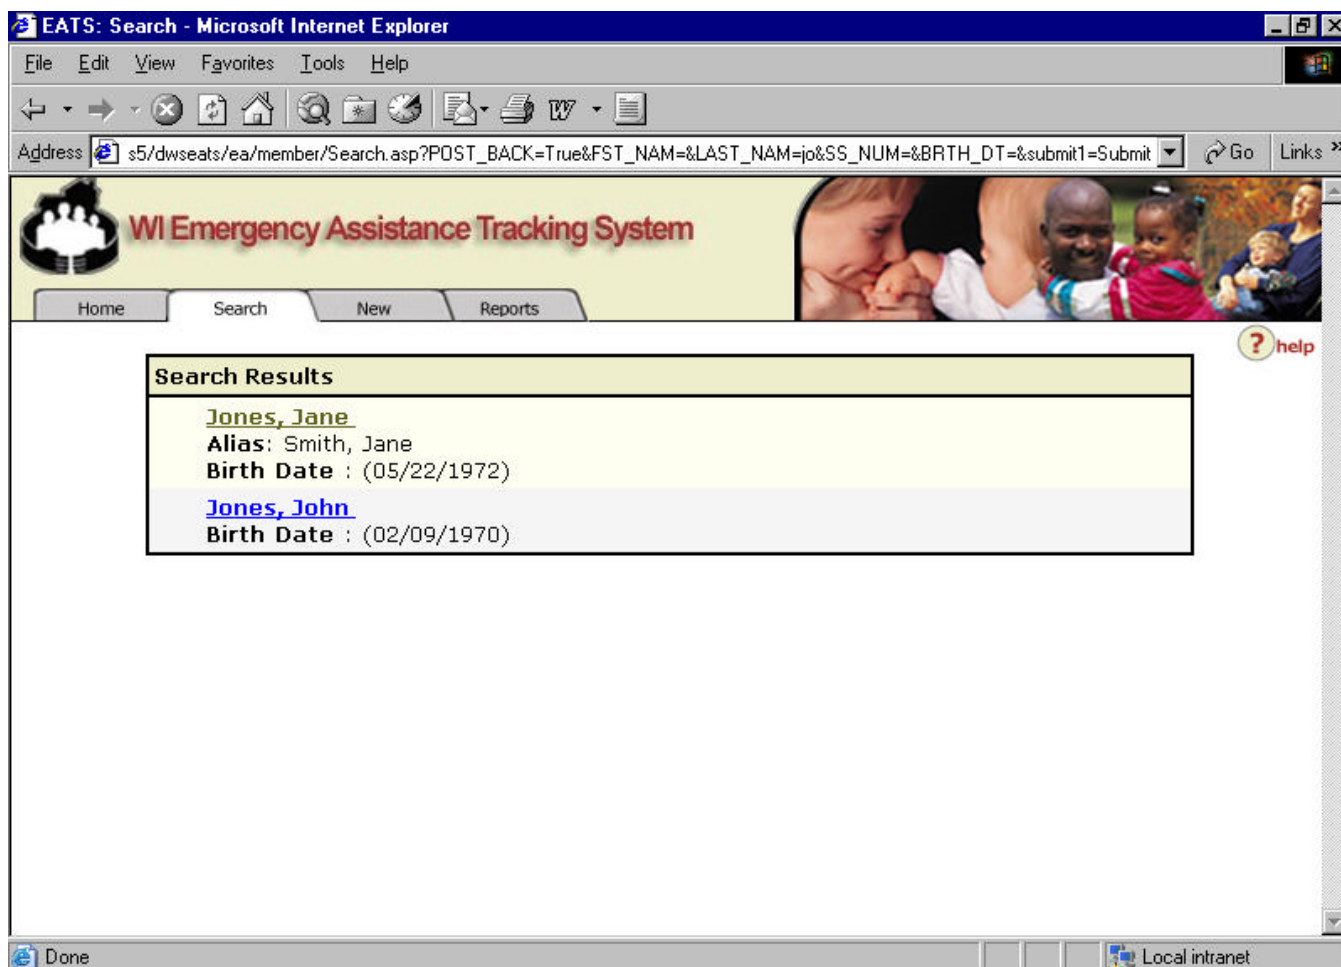 EATS: Search - Microsoft Internet Explorer
File Edit View Favorites Tools Help
Address s5/dwseats/ea/member/Search.asp?POST_BACK=True&FST_NAM=&LAST_NAM=jo&SS_NUM=&BRTH_DT=&submit1=Submit Go Links »
WI Emergency Assistance Tracking System
Home Search New Reports
? help
Search Results
Jones, Jane
Alias: Smith, Jane
Birth Date : (05/22/1972)
Jones, John
Birth Date : (02/09/1970)
Done Local intranet